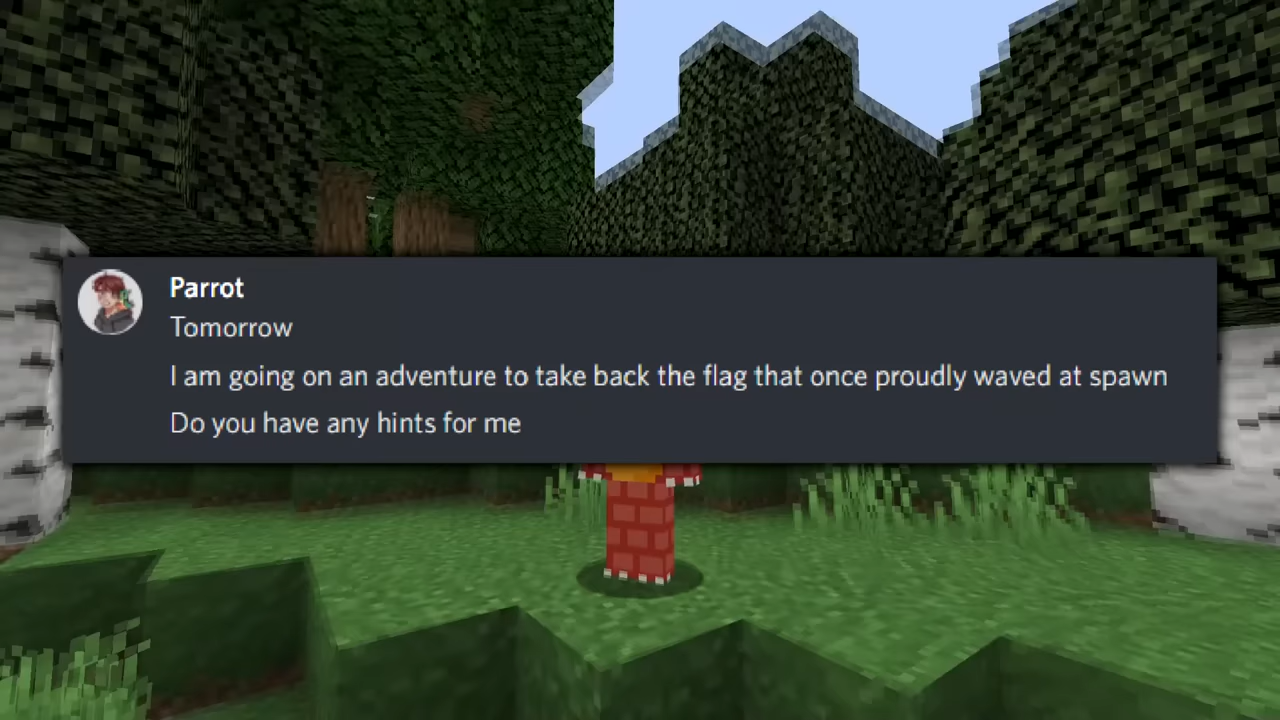 Parrot
Tomorrow
I am going on an adventure to take back the flag that once proudly waved at spawn
Do you have any hints for me